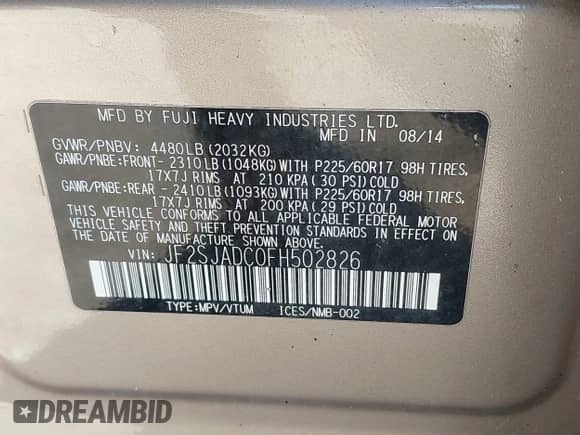 MFD BY FUJI HEAVY INDUSTRIES LTD.
MFD IN 08/14
GVWR/PNBV: 4480LB (2032KG)
GAWR/PNBE:FRONT- 2310LB (1048KG)WITH P225/60R17 98H TIRES,
17X7J RIMS AT 210 KPA ( 30 PSI) COLD
GAWR/PNBE:REAR - 2410LB (1093KG)WITH P225/60R17 98H TIRES,
17X7J RIMS AT 200 KPA (29 PSI) COLD
THIS VEHICLE CONFORMS TO ALL APPLICABLE FEDERAL MOTOR
VEHICLE SAFETY AND THEFT PREVENTION STANDARDS IN EFFECT
ON THE DATE OF MANUFACTURE SHOWN ABOVE.
VIN: JF2SJADC0FH502826
TYPE:MPV/VTUM ICES/NMB-002
DREAMBID